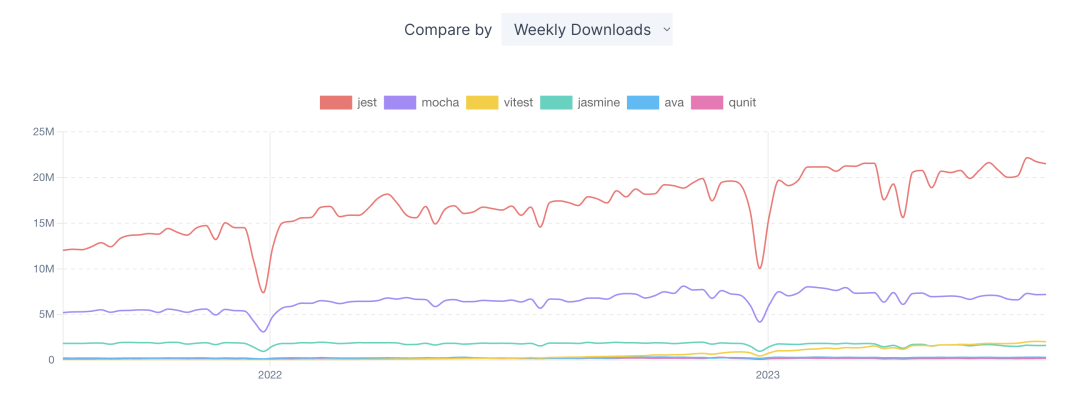 Compare by Weekly Downloads
jest mocha vitest jasmine ava qunit
25M
20M
15M
10M
5M
0
2022 2023